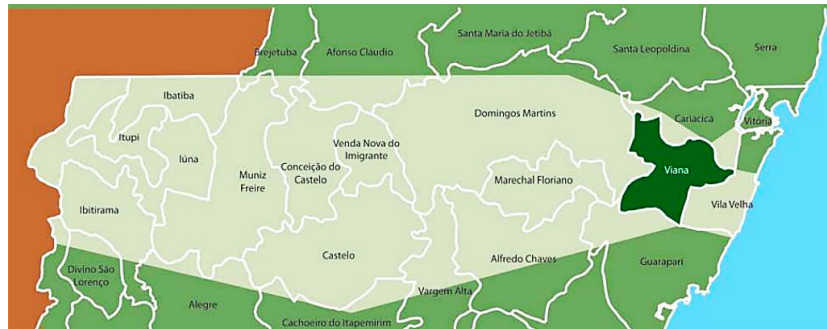 Santa Maria do Jetibá
Brejetuba
Afonso Cláudio
Santa Leopoldina
Serra
Ibatiba
Domingos Martins
Cariacica
Vitória
Itupi
Iúna
Venda Nova do
Imigrante
Muniz
Freire
Conceição do
Castelo
Marechal Floriano
Viana
Ibitirama
Vila Velha
Castelo
Alfredo Chaves
Guarapari
Divino São
Lorenço
Alegre
Vargem Alta
Cachoeiro do Itapemirim